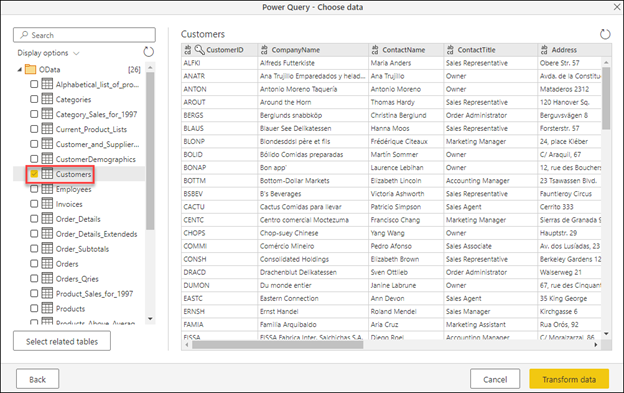 Power Query - Choose data
Search
Display options
OData [26]
Alphabetical_list_of_pro...
Categories
Category_Sales_for_1997
Current_Product_Lists
Customer_and_Supplier...
CustomerDemographics
Customers
Employees
Invoices
Order_Details
Order_Details_Extendeds
Order_Subtotals
Orders
Orders_Qries
Product_Sales_for_1997
Products
Products_Above_Averag...
Select related tables
Customers
CustomerID CompanyName ContactName ContactTitle Address
ALFKI Alfreds Futterkiste Maria Anders Sales Representative Obere Str. 57
ANATR Ana Trujillo Emparedados y helad... Ana Trujillo Owner Avda. de la Constituc
ANTON Antonio Moreno Taquería Antonio Moreno Owner Mataderos 2312
AROUT Around the Horn Thomas Hardy Sales Representative 120 Hanover Sq.
BERGS Berglunds snabbköp Christina Berglund Order Administrator Berguvsvägen 8
BLAUS Blauer See Delikatessen Hanna Moos Sales Representative Forsterstr. 57
BLONP Blondesddsl père et fils Frédérique Citeaux Marketing Manager 24, place Kléber
BOLID Bólido Comidas preparadas Martín Sommer Owner C/ Araquil, 67
BONAP Bon app' Laurence Lebihan Owner 12, rue des Bouchers
BOTTM Bottom-Dollar Markets Elizabeth Lincoln Accounting Manager 23 Tsawassen Blvd.
BSBEV B's Beverages Victoria Ashworth Sales Representative Fauntleroy Circus
CACTU Cactus Comidas para llevar Patricio Simpson Sales Agent Cerrito 333
CENTC Centro comercial Moctezuma Francisco Chang Marketing Manager Sierras de Granada 9
CHOPS Chop-suey Chinese Yang Wang Owner Hauptstr. 29
COMMI Comércio Mineiro Pedro Afonso Sales Associate Av. dos Lusíadas, 23
CONSH Consolidated Holdings Elizabeth Brown Sales Representative Berkeley Gardens 12
DRACD Drachenblut Delikatessen Sven Ottlieb Order Administrator Walserweg 21
DUMON Du monde entier Janine Labrune Owner 67, rue des Cinquant
EASTC Eastern Connection Ann Devon Sales Agent 35 King George
ERNSH Ernst Handel Roland Mendel Sales Manager Kirchgasse 6
FAMIA Familia Arquibaldo Aria Cruz Marketing Assistant Rua Orós, 92
FISSA FISSA Fabrica Inter. Salchichas S.A. Diego Roel Accounting Manager C/ Moralzarzal, 86
Back
Cancel
Transform data